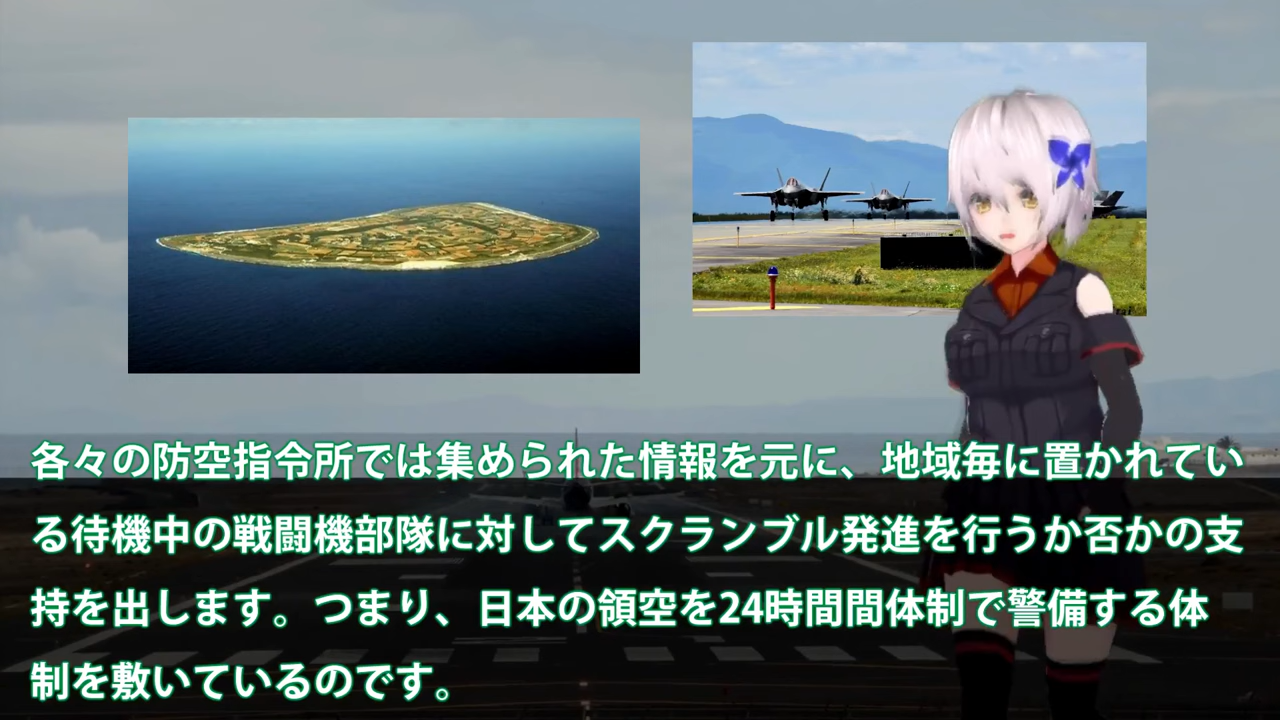 各々の防空指令所では集められた情報を元に、地域毎に置かれてい
る待機中の戦闘機部隊に対してスクランブル発進を行うか否かの支
持を出します。つまり、日本の領空を24時間間体制で警備する体
制を敷いているのです。